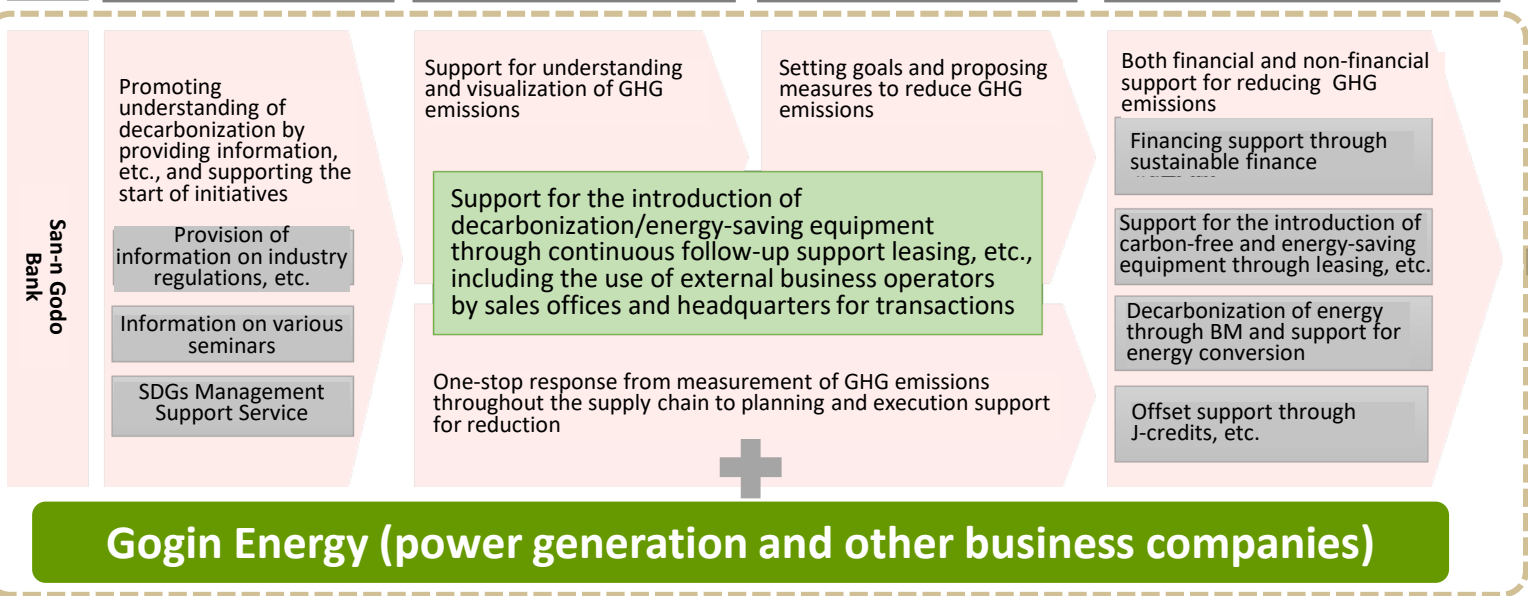 San-n Godo
Bank
Promoting
understanding of
decarbonization by
providing information,
etc., and supporting the
start of initiatives
Provision of
information on industry
regulations, etc.
Information on various
seminars
SDGs Management
Support Service
Support for understanding
and visualization of GHG
emissions
Setting goals and proposing
measures to reduce GHG
emissions
Support for the introduction of
decarbonization/energy-saving equipment
through continuous follow-up support leasing, etc.,
including the use of external business operators
by sales offices and headquarters for transactions
One-stop response from measurement of GHG emissions
throughout the supply chain to planning and execution support
for reduction
Both financial and non-financial
support for reducing GHG
emissions
Financing support through
sustainable finance
Support for the introduction of
carbon-free and energy-saving
equipment through leasing, etc.
Decarbonization of energy
through BM and support for
energy conversion
Offset support through
J-credits, etc.
Gogin Energy (power generation and other business companies)